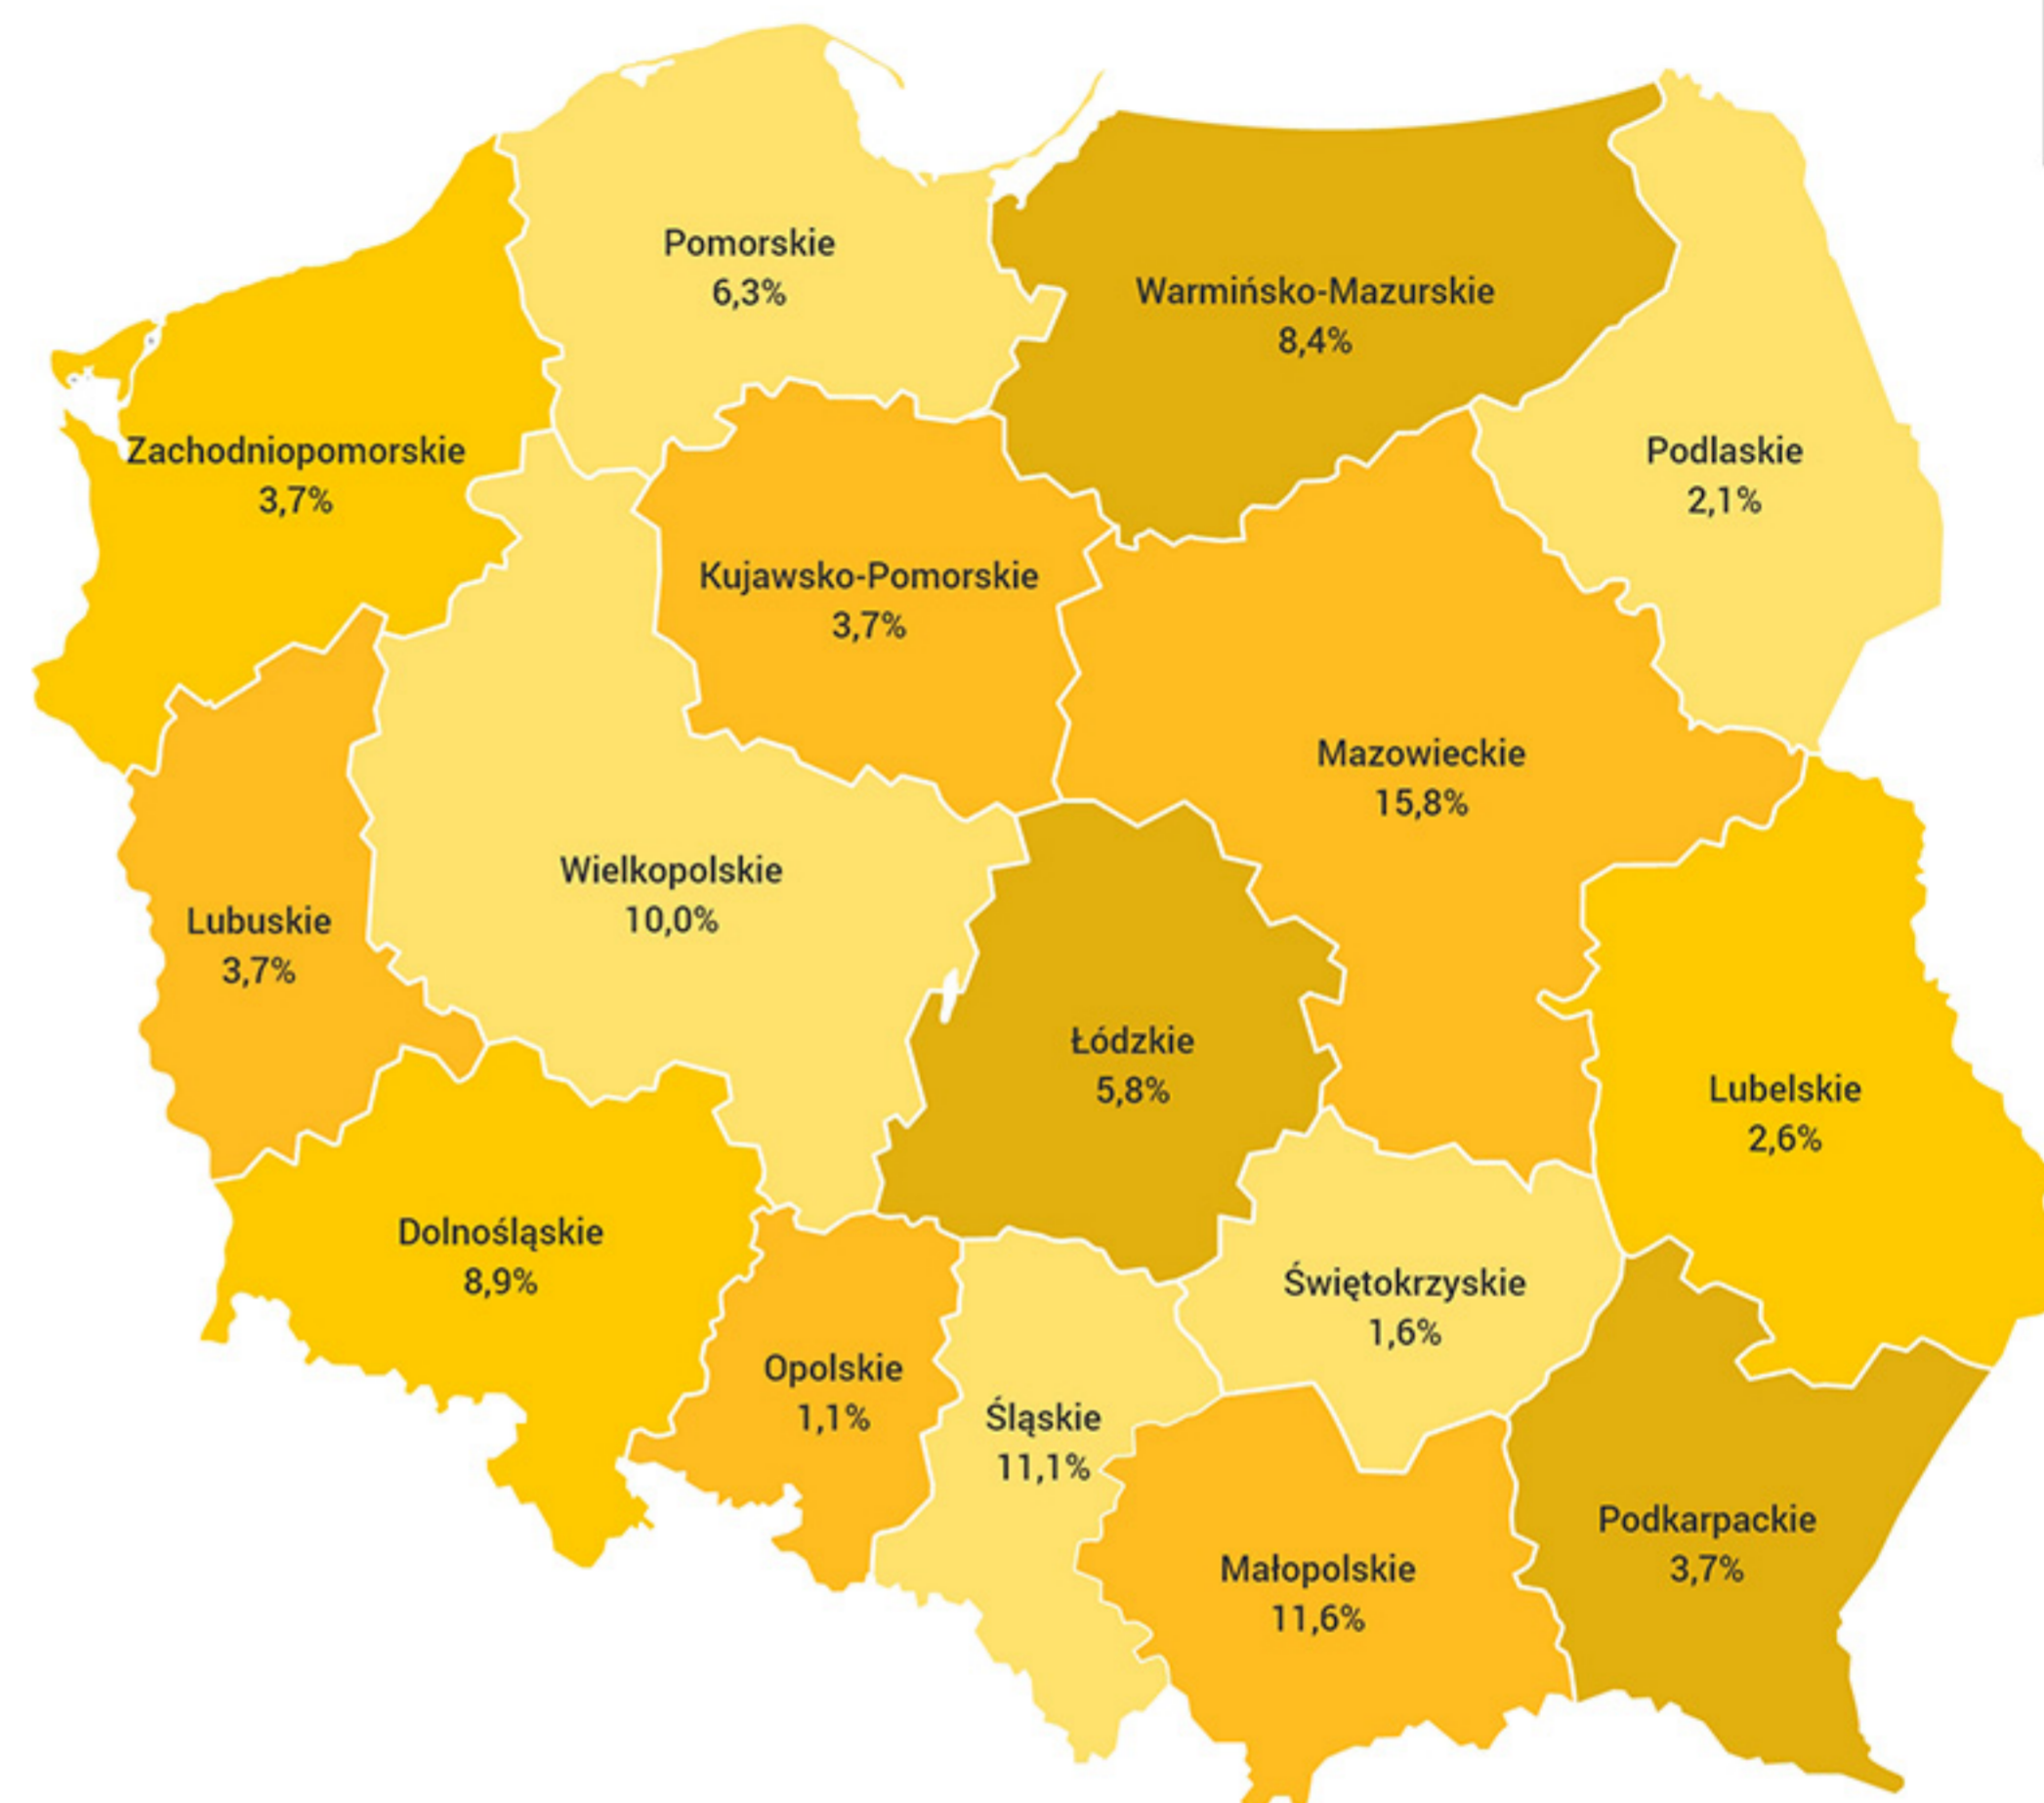 Pomorskie
6,3%
Warmińsko-Mazurskie
8,4%
Zachodniopomorskie
3,7%
Podlaskie
2,1%
Kujawsko-Pomorskie
3,7%
Mazowieckie
15,8%
Wielkopolskie
10,0%
Lubuskie
3,7%
Łódzkie
5,8%
Lubelskie
2,6%
Dolnośląskie
8,9%
Świętokrzyskie
1,6%
Opolskie
1,1%
Śląskie
11,1%
Podkarpackie
3,7%
Małopolskie
11,6%